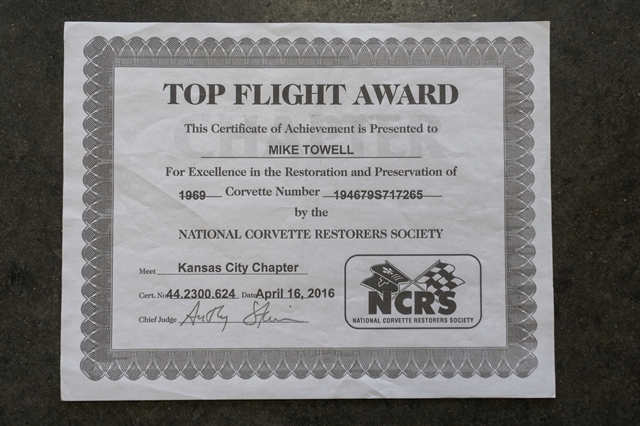 TOP FLIGHT AWARD
This Certificate of Achievement is Presented to
MIKE TOWELL
For Excellence in the Restoration and Preservation of
1969 Corvette Number 194679S717265
by the
NATIONAL CORVETTE RESTORERS SOCIETY
Meet Kansas City Chapter
Cert. No 44.2300.624 Date April 16, 2016
Chief Judge
NCRS
NATIONAL CORVETTE RESTORERS SOCIETY
CHAPTER